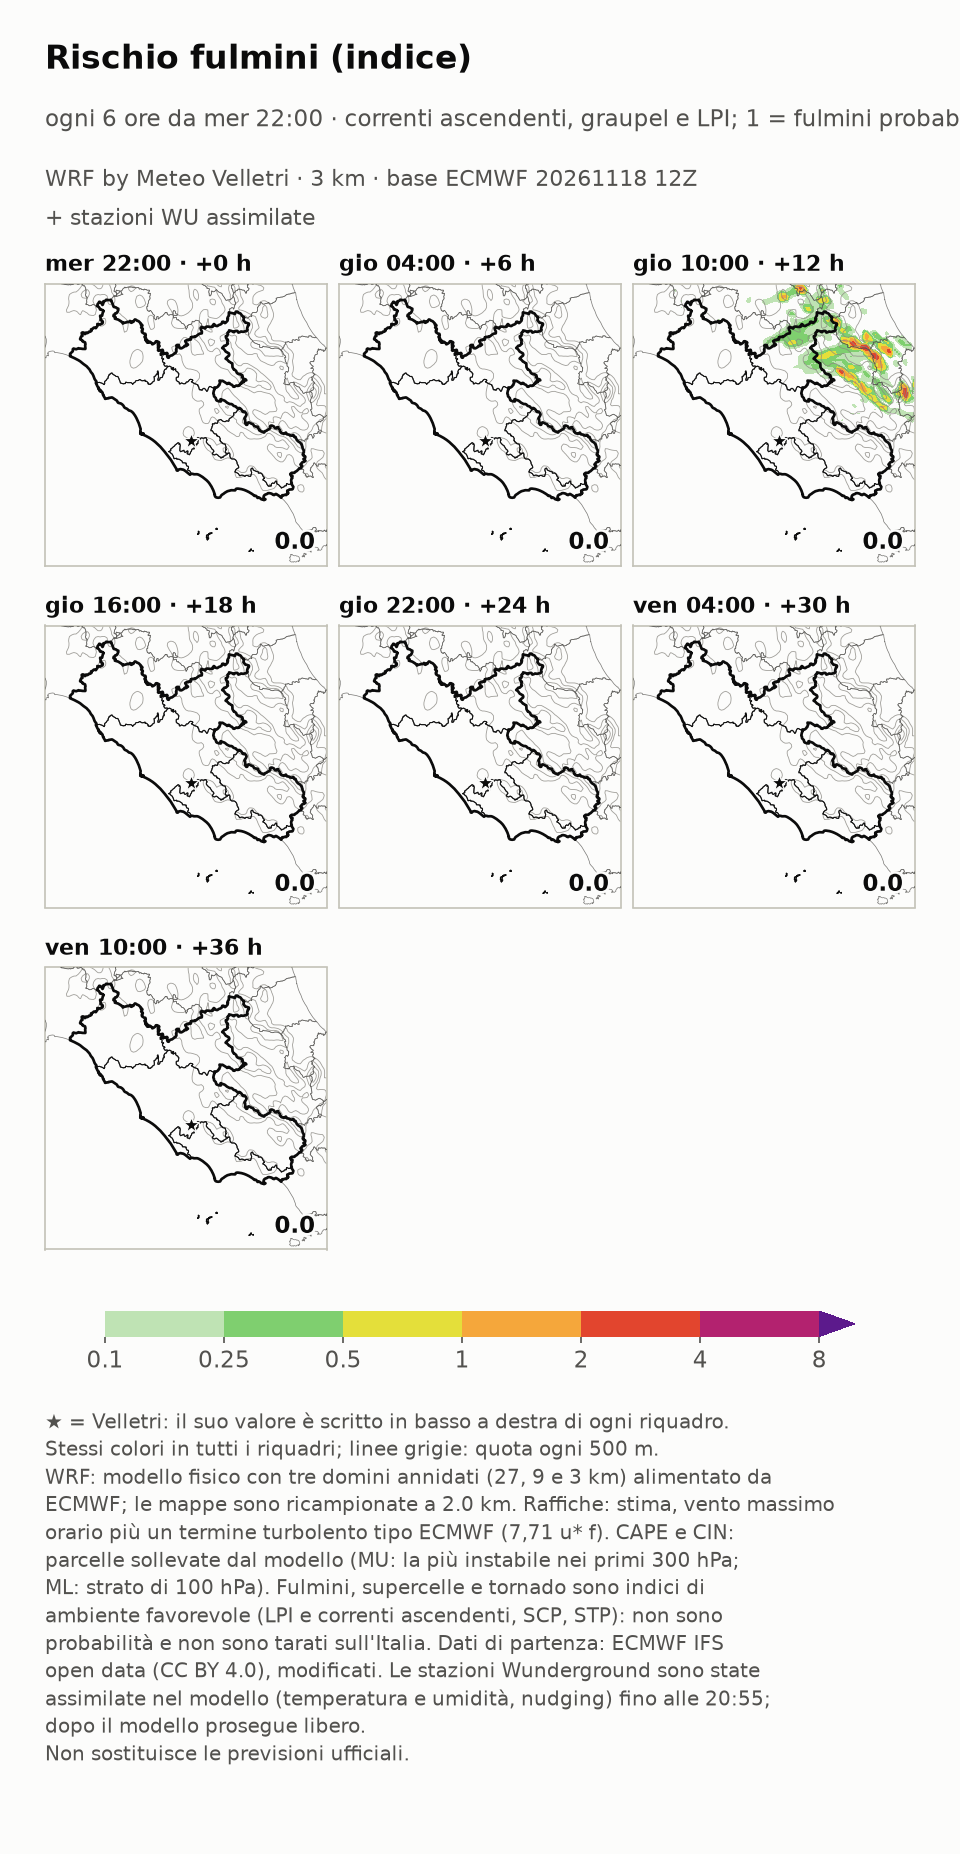 Rischio fulmini (indice)
ogni 6 ore da mer 22:00 · correnti ascendenti, graupel e LPI; 1 = fulmini probab
WRF by Meteo Velletri · 3 km · base ECMWF 20261118 12Z
+ stazioni WU assimilate
mer 22:00 · +0 h
gio 04:00 · +6 h
gio 10:00 · +12 h
0.0
0.0
0.0
gio 16:00 · +18 h
gio 22:00 · +24 h
ven 04:00 · +30 h
0.0
0.0
0.0
ven 10:00 · +36 h
0.0
0.1 0.25 0.5 1 2 4 8
★ = Velletri: il suo valore è scritto in basso a destra di ogni riquadro.
Stessi colori in tutti i riquadri; linee grigie: quota ogni 500 m.
WRF: modello fisico con tre domini annidati (27, 9 e 3 km) alimentato da
ECMWF; le mappe sono ricampionate a 2.0 km. Raffiche: stima, vento massimo
orario più un termine turbolento tipo ECMWF (7,71 u* f). CAPE e CIN:
parcelle sollevate dal modello (MU: la più instabile nei primi 300 hPa;
ML: strato di 100 hPa). Fulmini, supercelle e tornado sono indici di
ambiente favorevole (LPI e correnti ascendenti, SCP, STP): non sono
probabilità e non sono tarati sull'Italia. Dati di partenza: ECMWF IFS
open data (CC BY 4.0), modificati. Le stazioni Wunderground sono state
assimilate nel modello (temperatura e umidità, nudging) fino alle 20:55;
dopo il modello prosegue libero.
Non sostituisce le previsioni ufficiali.